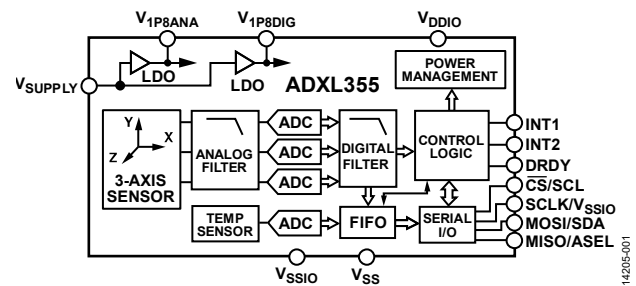 V1P8ANA
V1P8DIG
VDDIO
VSUPPLY
LDO
LDO
ADXL355
POWER
MANAGEMENT
Y
X
Z
3-AXIS
SENSOR
ANALOG
FILTER
ADC
ADC
ADC
DIGITAL
FILTER
CONTROL
LOGIC
INT1
INT2
DRDY
CS/SCL
SCLK/VSSIO
MOSI/SDA
MISO/ASEL
TEMP
SENSOR
ADC
FIFO
SERIAL
I/O
VSSIO
VSS
14205-001